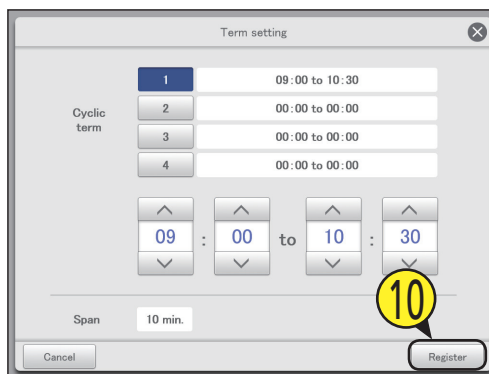 Term setting
Cyclic term
1 09:00 to 10:30
2 00:00 to 00:00
3 00:00 to 00:00
4 00:00 to 00:00
09 : 00 to 10 : 30
10
Span 10 min.
Cancel Register